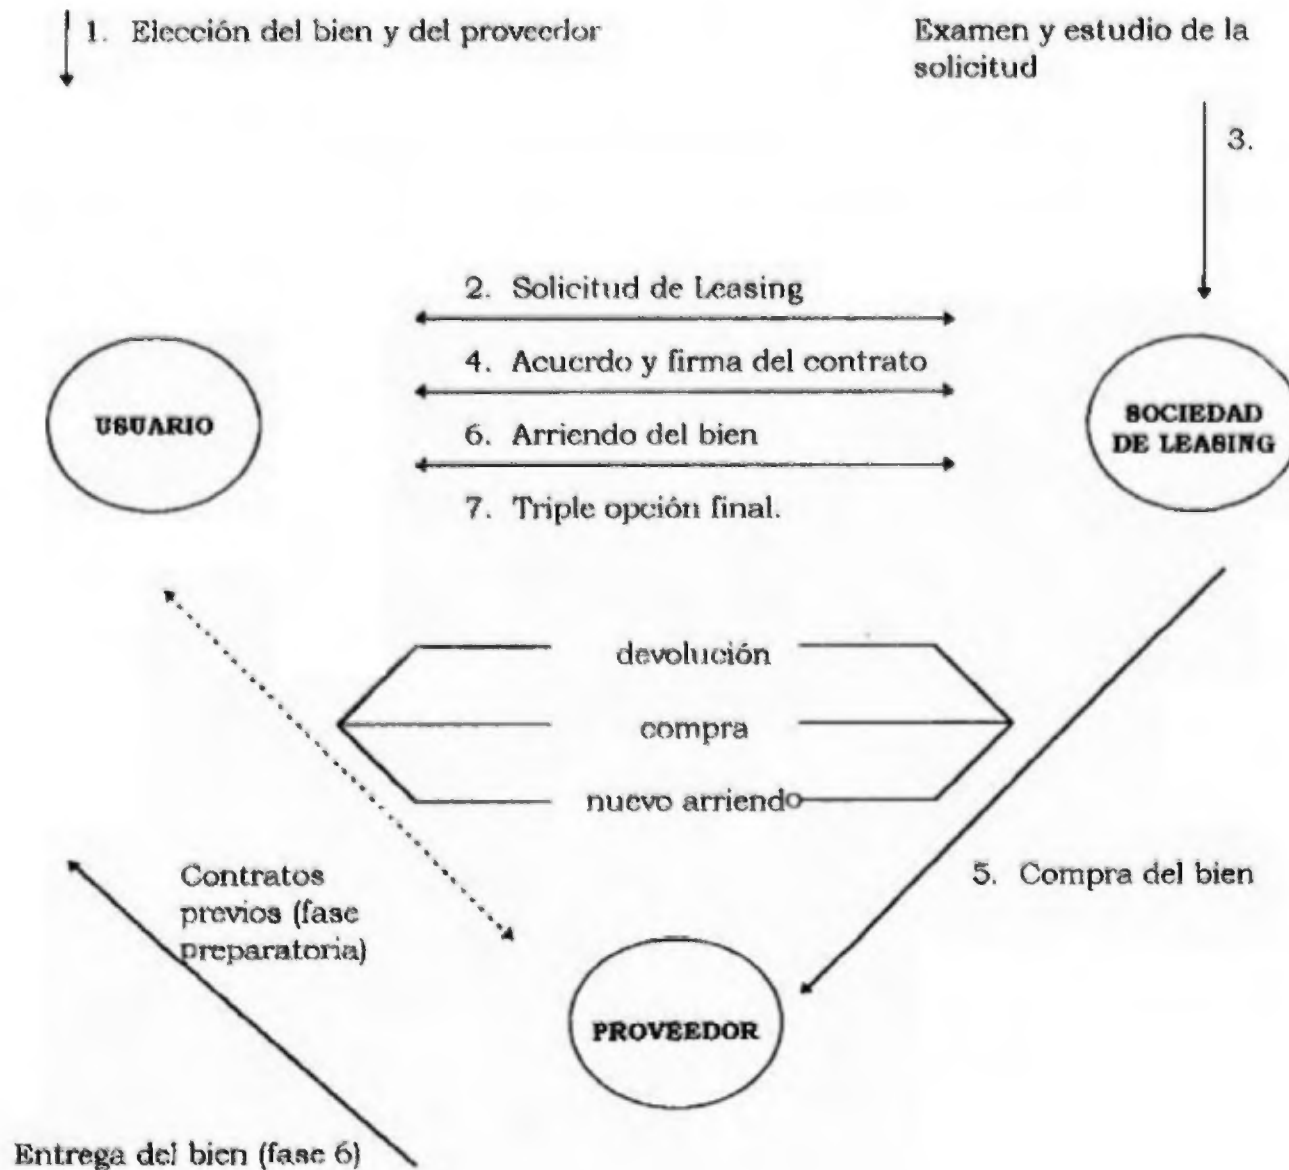 1. Elección del bien y del proveedor
Examen y estudio de la
solicitud
3.
2. Solicitud de Leasing
4. Acuerdo y firma del contrato
USUARIO
SOCIEDAD
DE LEASING
6. Arriendo del bien
7. Triple opción final.
devolución
compra
nuevo arriendo
Contratos
previos (fase
preparatoria)
5. Compra del bien
PROVEEDOR
Entrega del bien (fase 6)